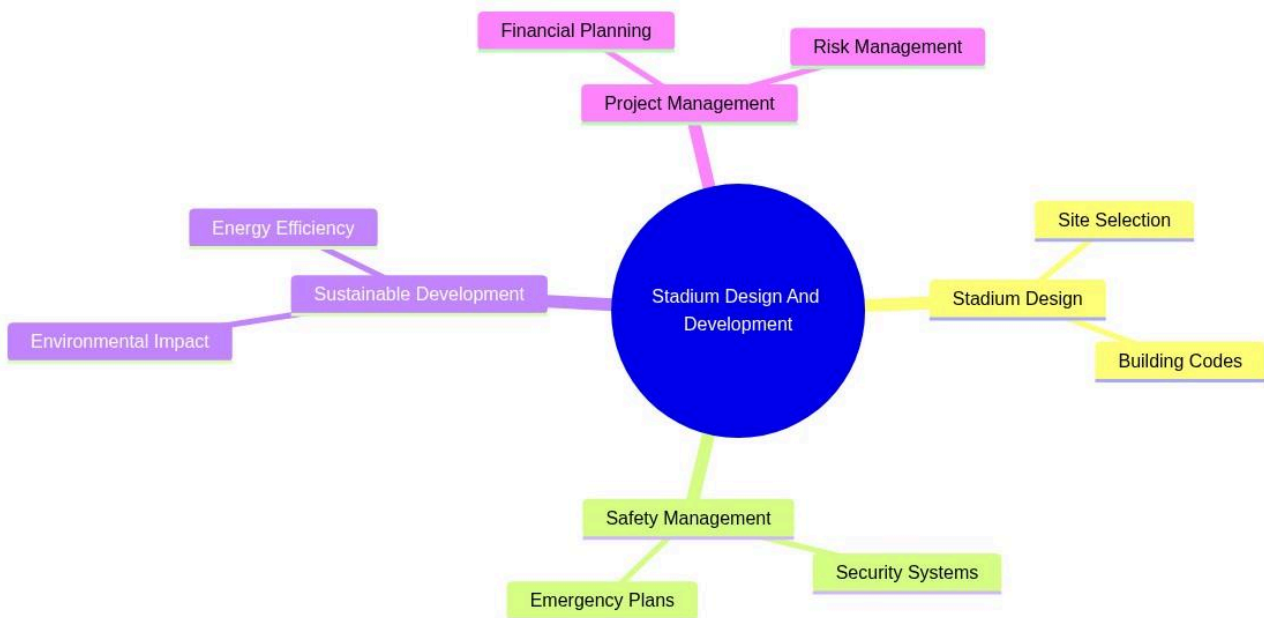 Financial Planning
Risk Management
Project Management
Energy Efficiency
Sustainable Development
Environmental Impact
Stadium Design And
Development
Site Selection
Stadium Design
Building Codes
Safety Management
Security Systems
Emergency Plans